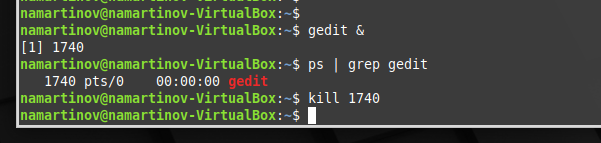 namartinov@namartinov-VirtualBox:~$
namartinov@namartinov-VirtualBox:~$ gedit &
[1] 1740
namartinov@namartinov-VirtualBox:~$ ps | grep gedit
1740 pts/0 00:00:00 gedit
namartinov@namartinov-VirtualBox:~$ kill 1740
namartinov@namartinov-VirtualBox:~$